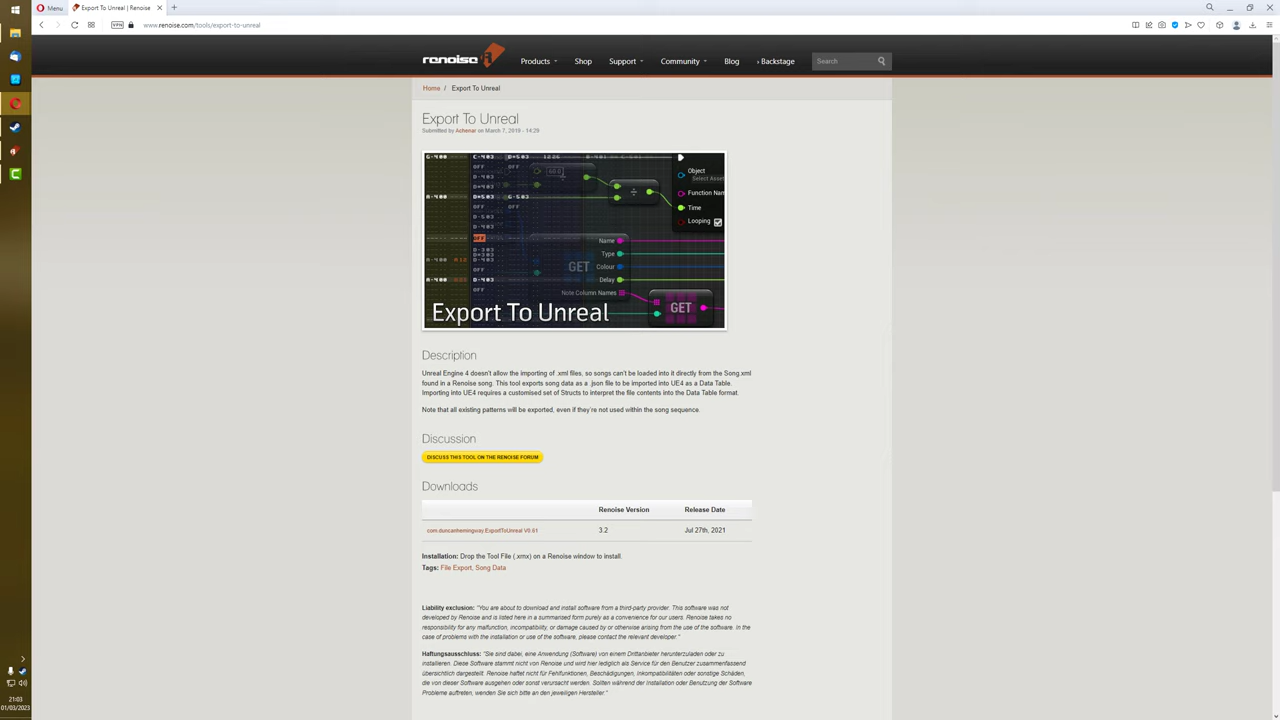 Menu
Export To Unreal | Renoise
VPN
www.renoise.com/tools/export-to-unreal
renoise
Products
Shop
Support
Community
Blog
› Backstage
Search
Home / Export To Unreal
Export To Unreal
Submitted by Achenar on March 7, 2019 - 14:29
Object
Select Asset
Function Name
Time
Looping
Name
Type
GET
Colour
Delay
Note Column Names
GET
Export To Unreal
Description
Unreal Engine 4 doesn't allow the importing of .xml files, so songs can't be loaded into it directly from the Song.xml
found in a Renoise song. This tool exports song data as a .json file to be imported into UE4 as a Data Table.
Importing into UE4 requires a customised set of Structs to interpret the file contents into the Data Table format.
Note that all existing patterns will be exported, even if they're not used within the song sequence.
Discussion
DISCUSS THIS TOOL ON THE RENOISE FORUM
Downloads
Renoise Version Release Date
com.duncanhemingway.ExportToUnreal V0.61 3.2 Jul 27th, 2021
Installation: Drop the Tool File (.xrnx) on a Renoise window to install.
Tags: File Export, Song Data
Liability exclusion: "You are about to download and install software from a third-party provider. This software was not
developed by Renoise and is listed here in a summarised form purely as a convenience for our users. Renoise takes no
responsibility for any malfunction, incompatibility, or damage caused by or otherwise arising from the use of the software. In the
case of problems with the installation or use of the software, please contact the relevant developer."
Haftungsausschluss: "Sie sind dabei, eine Anwendung (Software) von einem Drittanbieter herunterzuladen oder zu
installieren. Diese Software stammt nicht von Renoise und wird hier lediglich als Service für den Benutzer zusammenfassend
übersichtlich dargestellt. Renoise haftet nicht für Fehlfunktionen, Beschädigungen, Inkompatibilitäten oder sonstige Schäden,
die von dieser Software ausgehen oder sonst verursacht werden. Sollten während der Installation oder Benutzung der Software
Probleme auftreten, wenden Sie sich bitte an den jeweiligen Hersteller."
21:03
01/03/2023